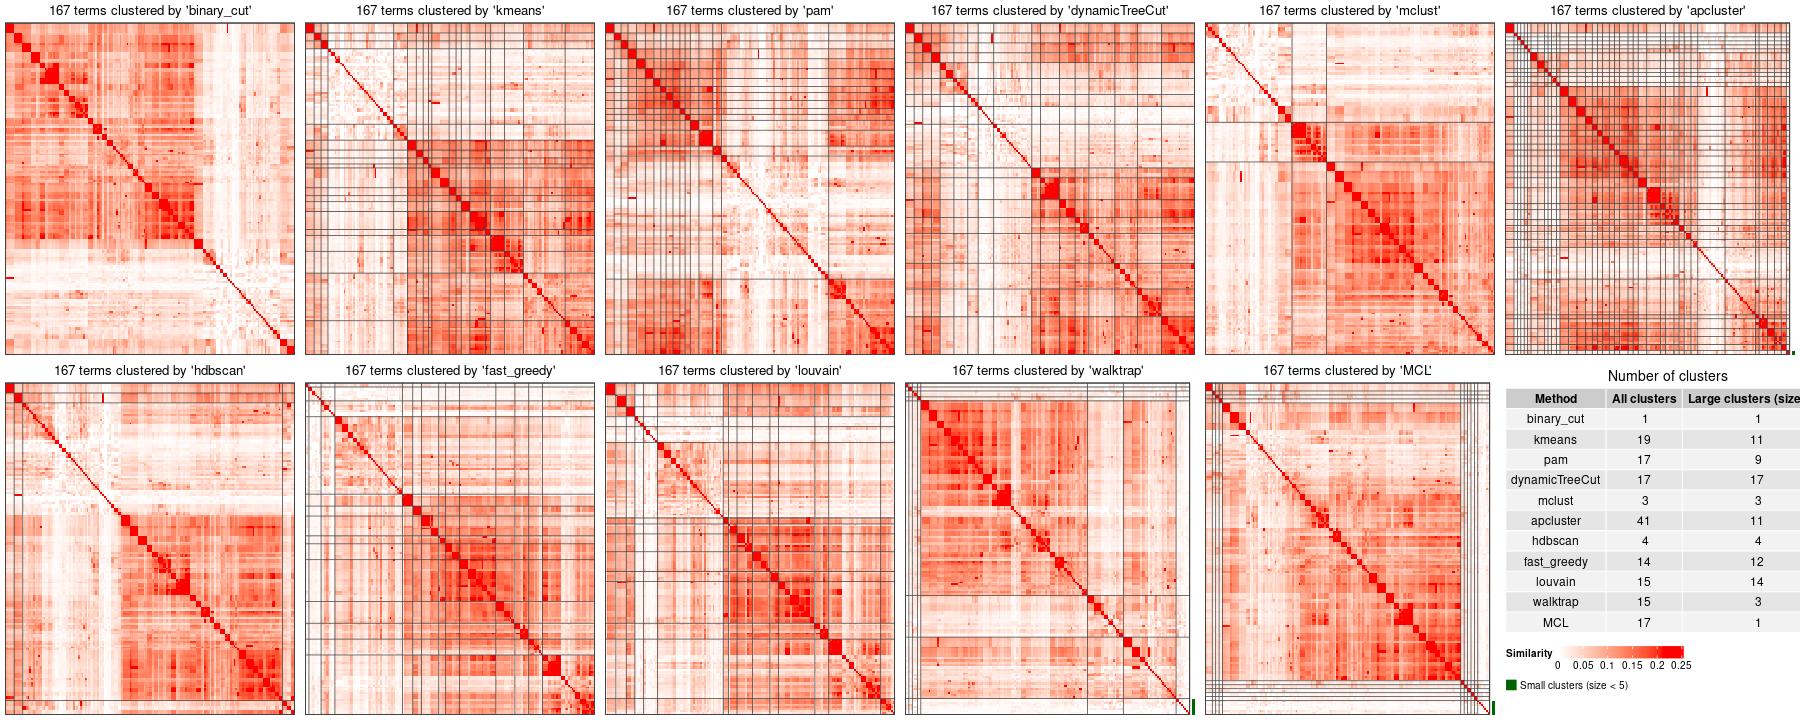 167 terms clustered by 'binary_cut'
167 terms clustered by 'kmeans'
167 terms clustered by 'pam'
167 terms clustered by 'dynamicTreeCut'
167 terms clustered by 'mclust'
167 terms clustered by 'apcluster'
167 terms clustered by 'hdbscan'
167 terms clustered by 'fast_greedy'
167 terms clustered by 'louvain'
167 terms clustered by 'walktrap'
167 terms clustered by 'MCL'
Number of clusters
Method All clusters Large clusters (size
binary_cut 1 1
kmeans 19 11
pam 17 9
dynamicTreeCut 17 17
mclust 3 3
apcluster 41 11
hdbscan 4 4
fast_greedy 14 12
louvain 15 14
walktrap 15 3
MCL 17 1
Similarity
0 0.05 0.1 0.15 0.2 0.25
Small clusters (size < 5)